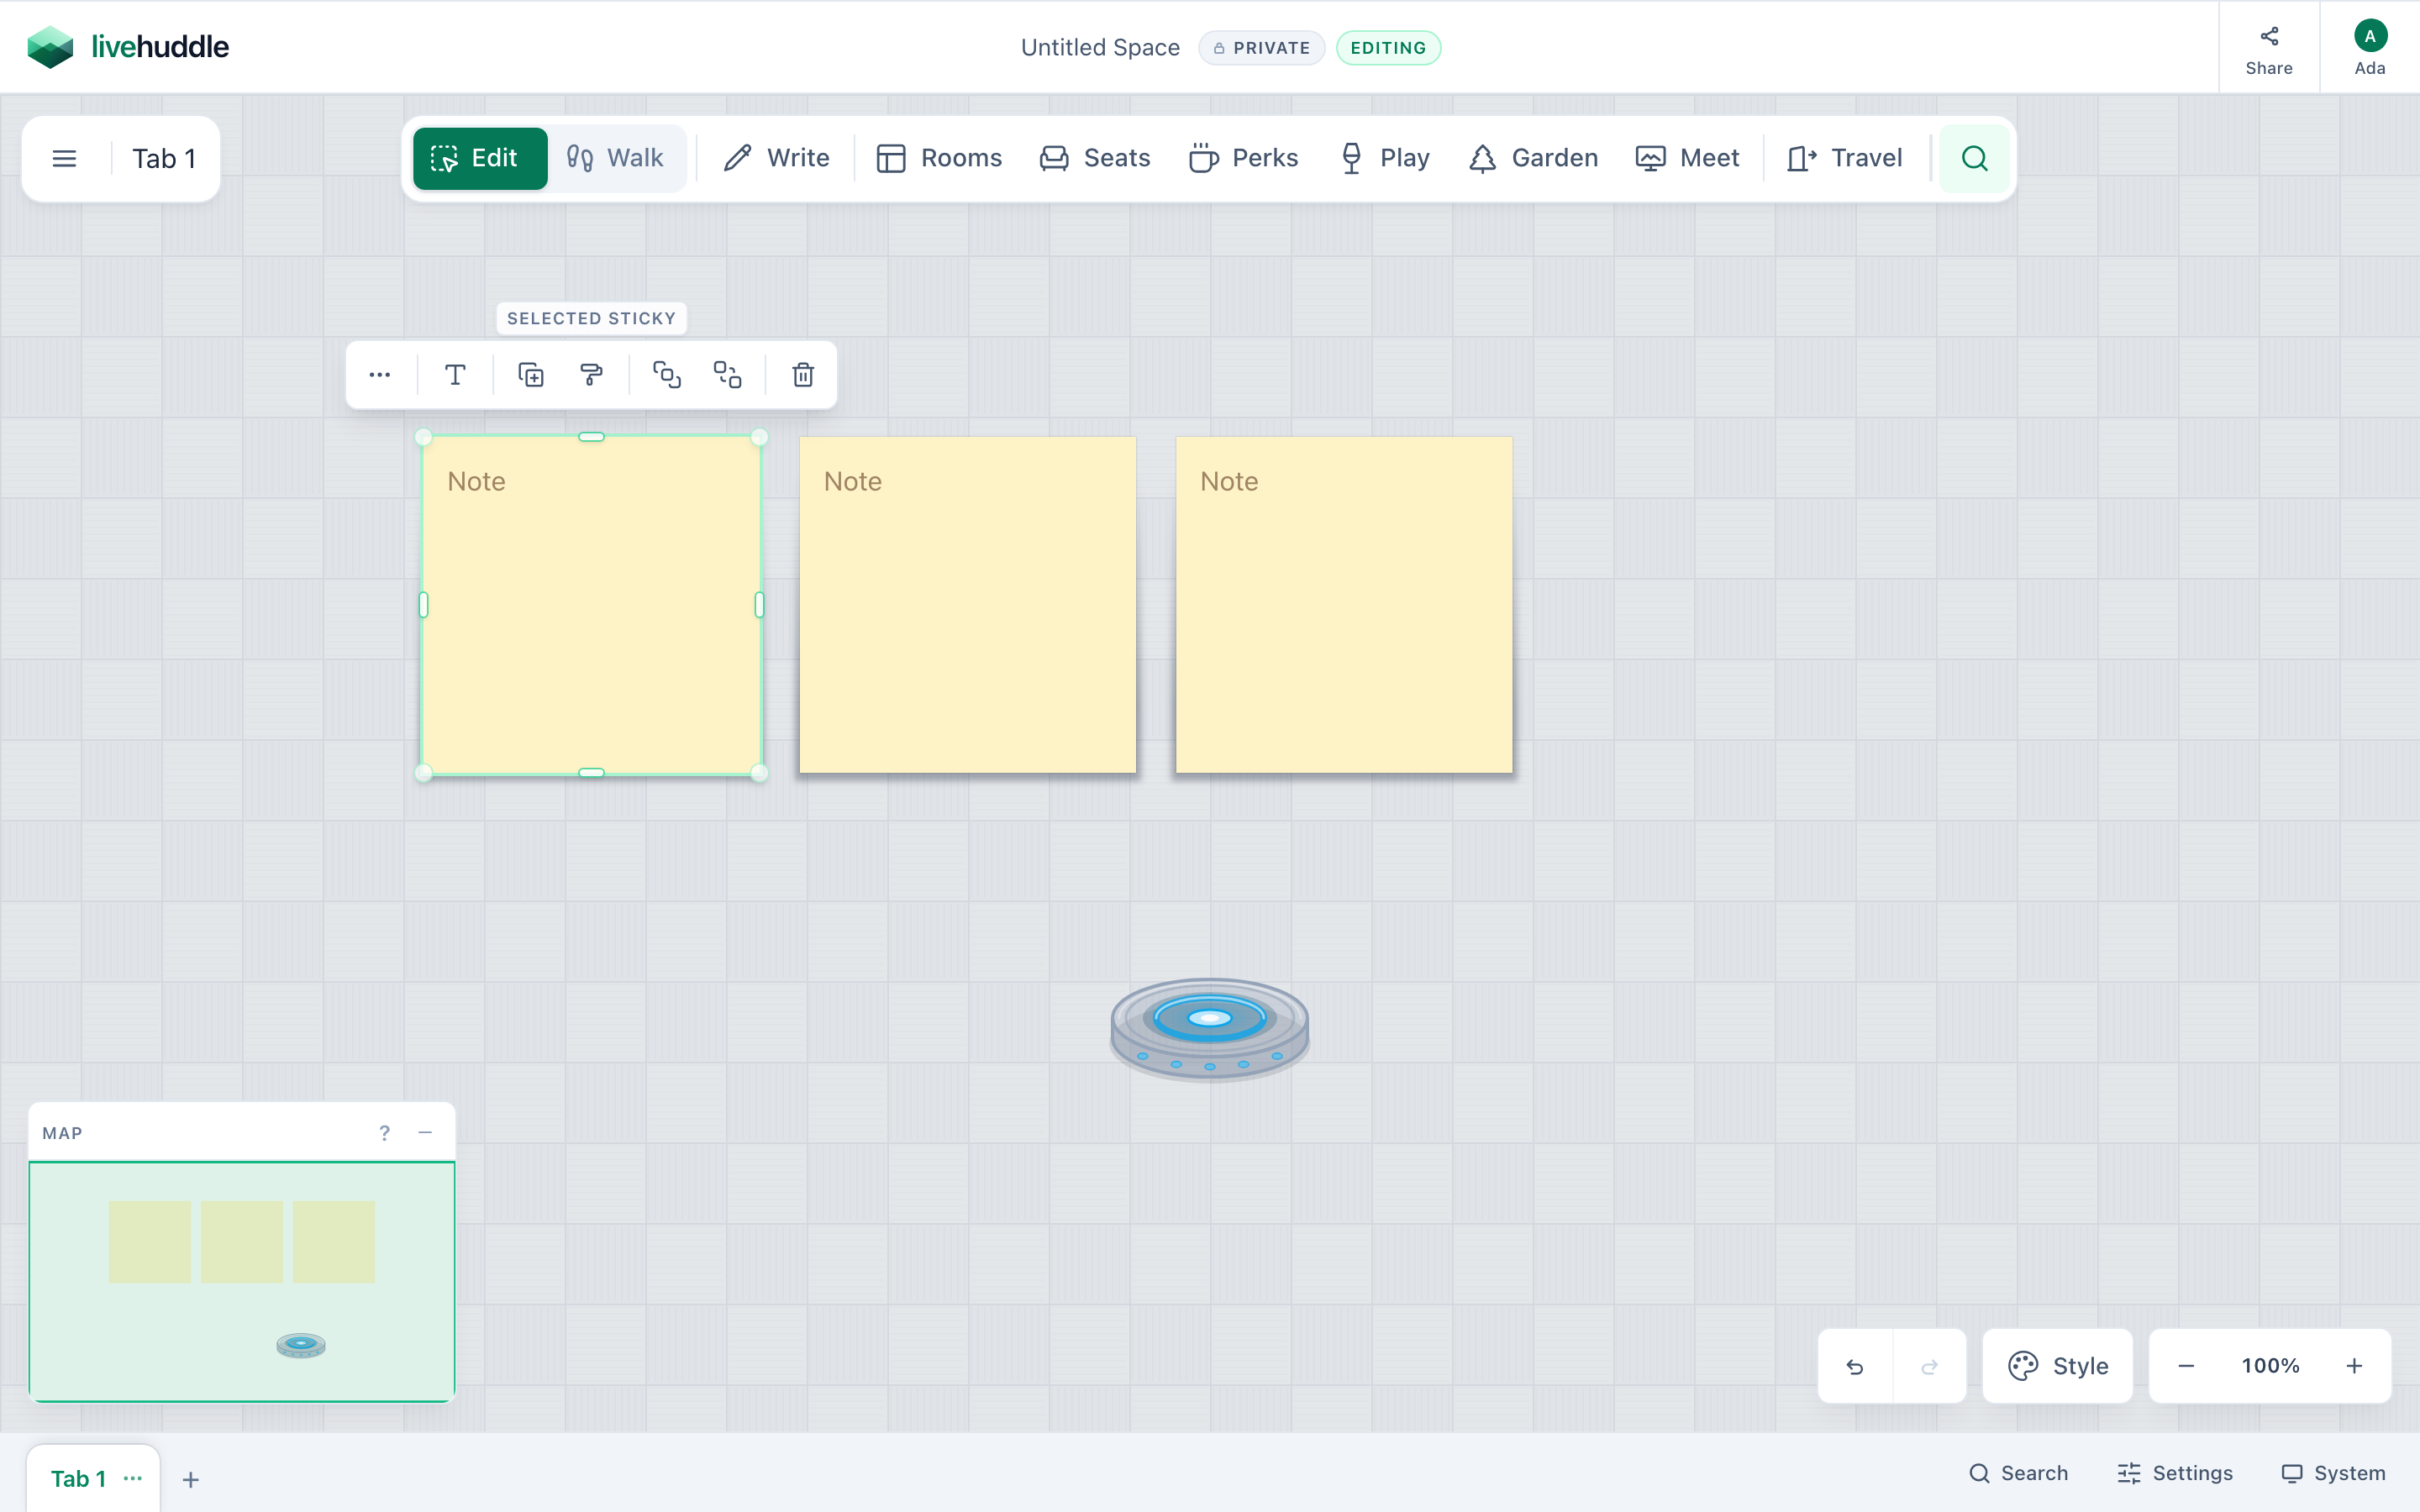 livehuddle
Untitled Space PRIVATE EDITING
Share
A
Ada
Tab 1
Edit Walk Write Rooms Seats Perks Play Garden Meet Travel
SELECTED STICKY
Note
Note
Note
MAP ?
Style
100%
Tab 1
Search Settings System